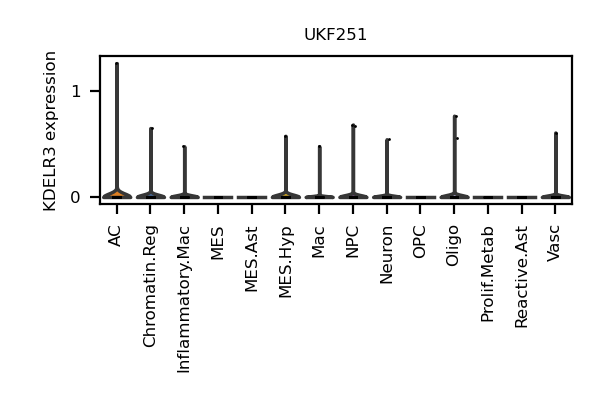 UKF251
KDELR3 expression
1
0
AC
Chromatin.Reg
Inflammatory.Mac
MES
MES.Ast
MES.Hyp
Mac
NPC
Neuron
OPC
Oligo
Prolif.Metab
Reactive.Ast
Vasc